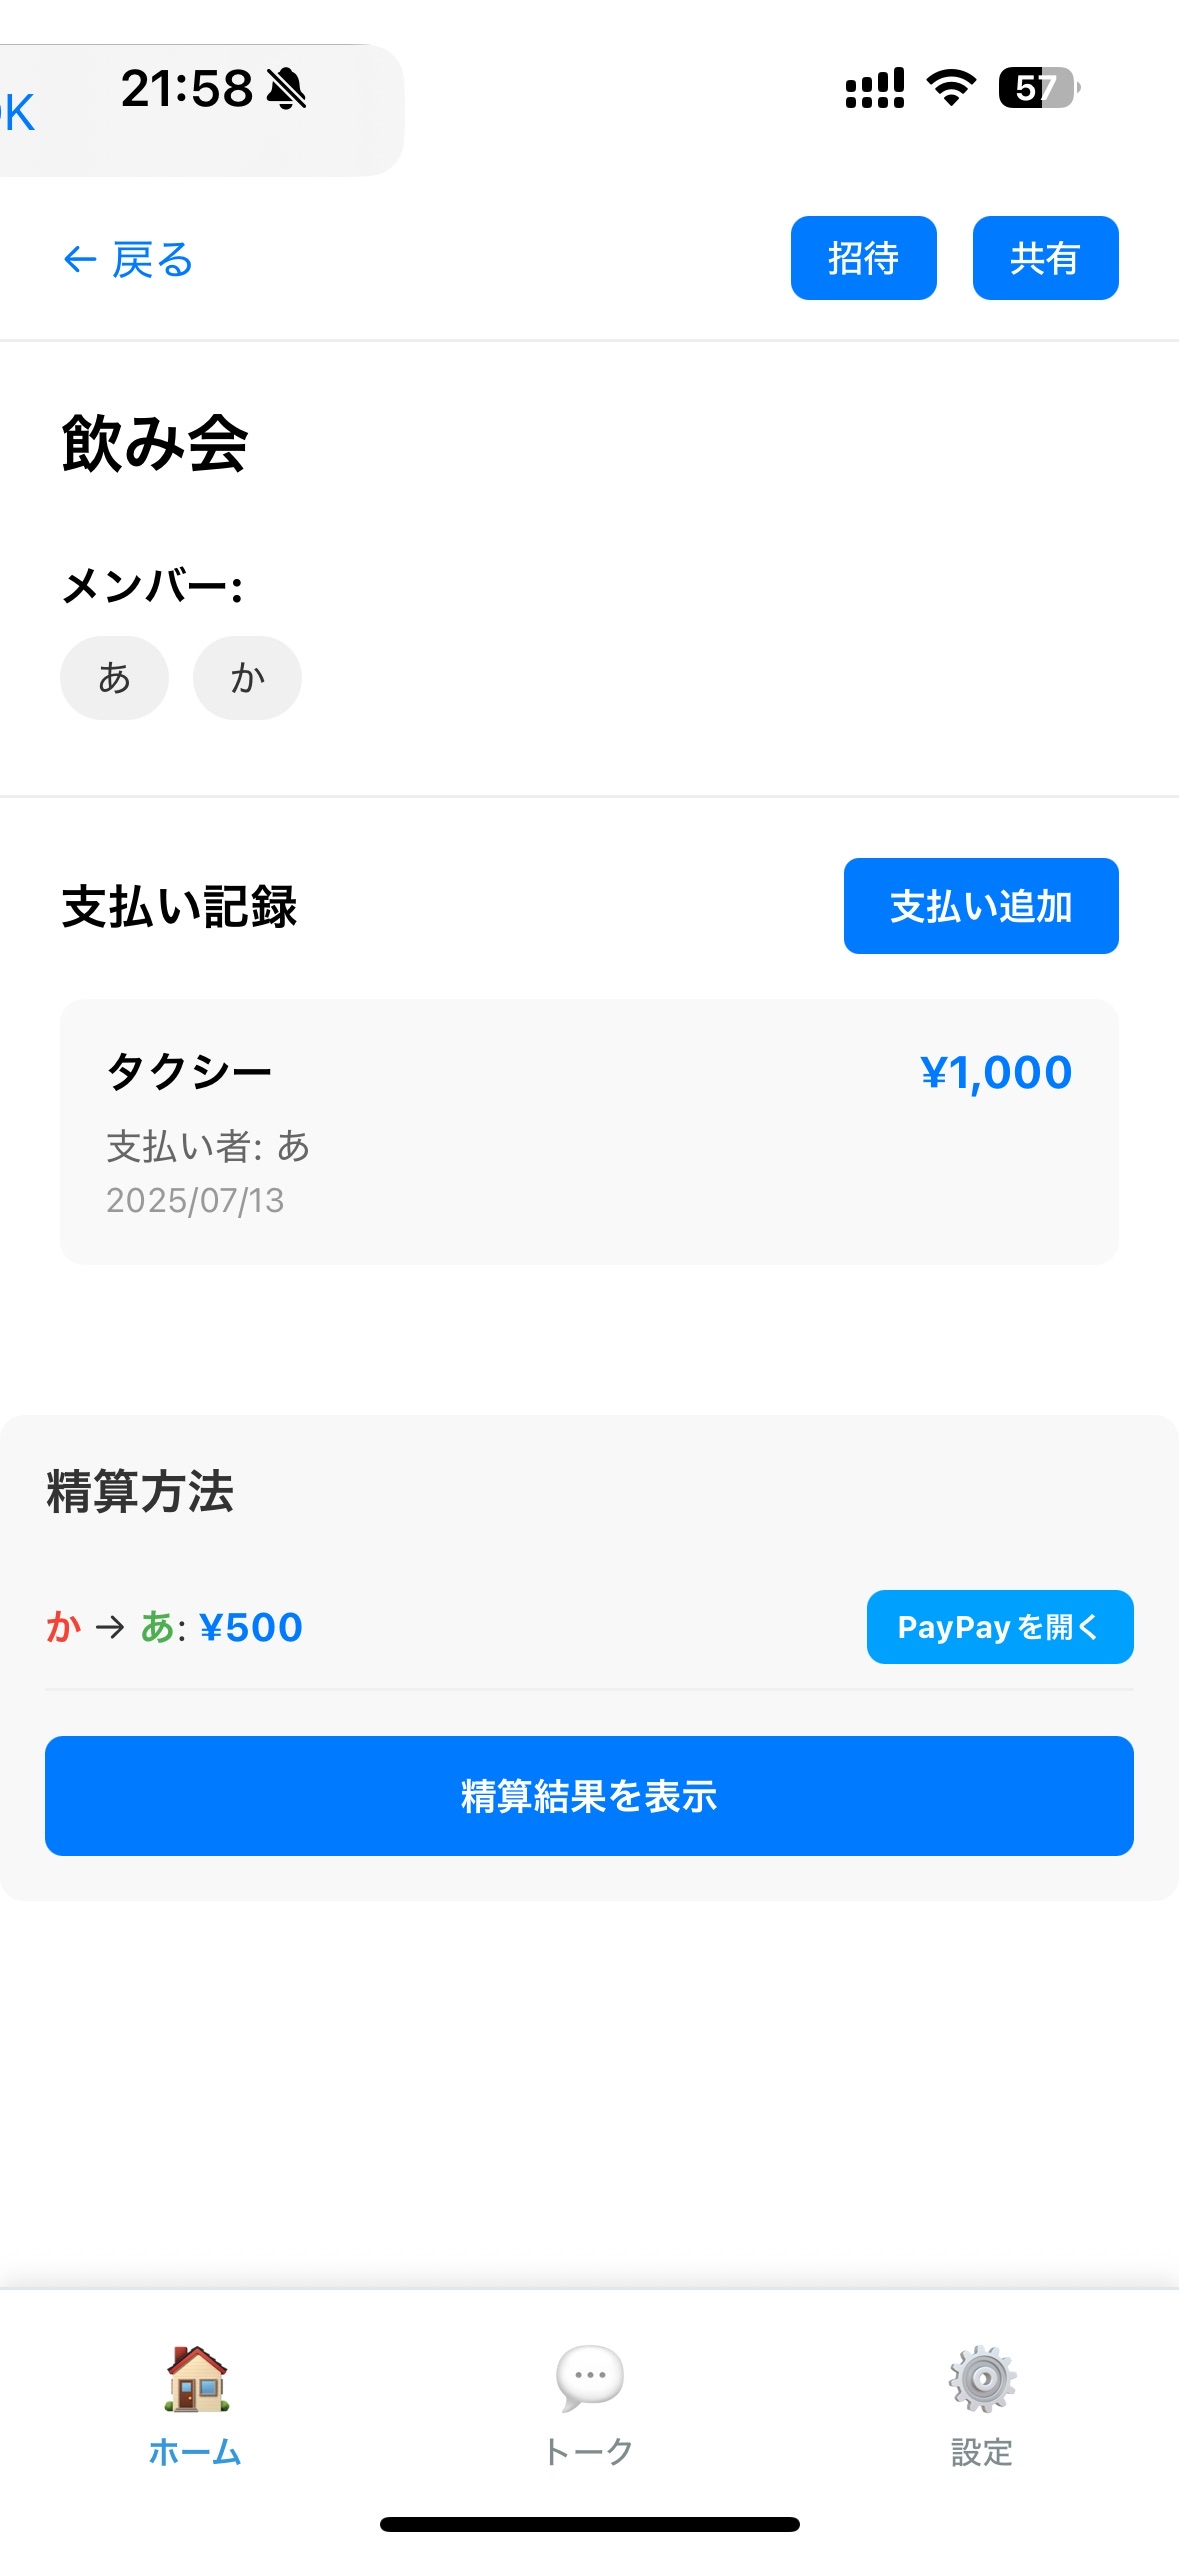 21:58
57
K
← 戻る
招待
共有
飲み会
メンバー:
あ
か
支払い記録
支払い追加
タクシー
¥1,000
支払い者: あ
2025/07/13
精算方法
か → あ: ¥500
PayPayを開く
精算結果を表示
ホーム
トーク
設定